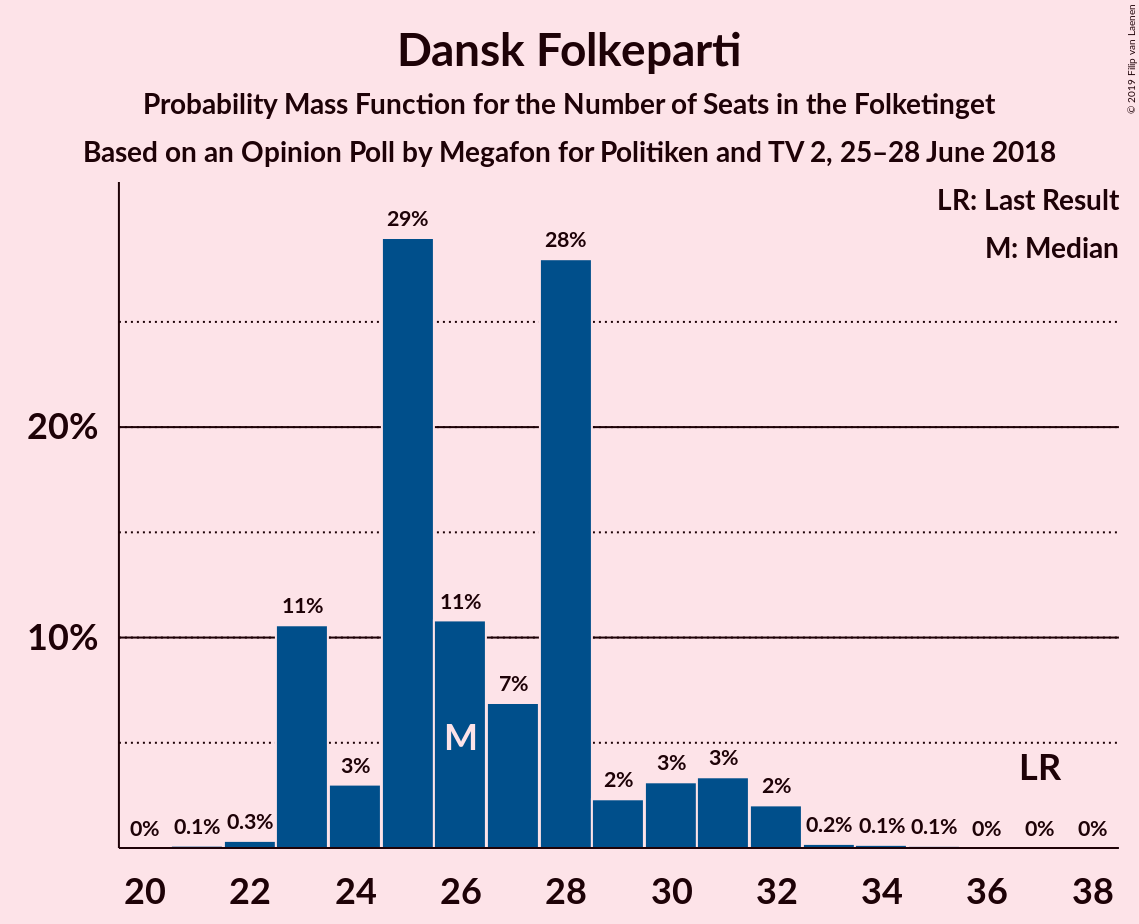 Dansk Folkeparti
Probability Mass Function for the Number of Seats in the Folketinget
Based on an Opinion Poll by Megafon for Politiken and TV 2, 25–28 June 2018
© 2019 Filip van Laenen
LR: Last Result
M: Median
20%
10%
0% 0.1% 0.3% 11% 3% 29% 11% 7% 28% 2% 3% 3% 2% 0.2% 0.1% 0.1% 0% 0% 0%
M
LR
20 22 24 26 28 30 32 34 36 38